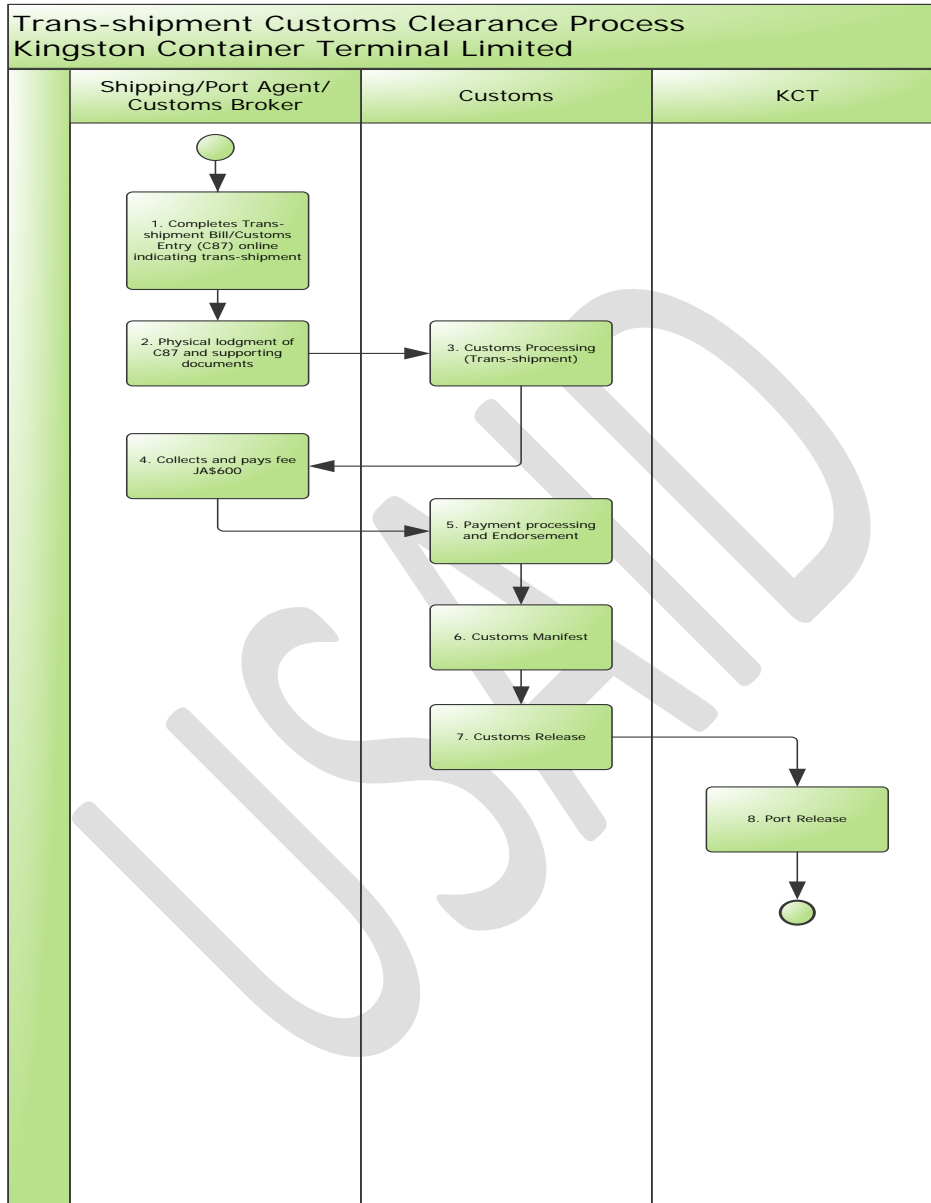 Trans-shipment Customs Clearance Process
Kingston Container Terminal Limited
Shipping/Port Agent/
Customs Broker
Customs
KCT
1. Completes Trans-
shipment Bill/Customs
Entry (C87) online
indicating trans-shipment
2. Physical lodgment of
C87 and supporting
documents
3. Customs Processing
(Trans-shipment)
4. Collects and pays fee
JA$600
5. Payment processing
and Endorsement
6. Customs Manifest
7. Customs Release
8. Port Release
USAID